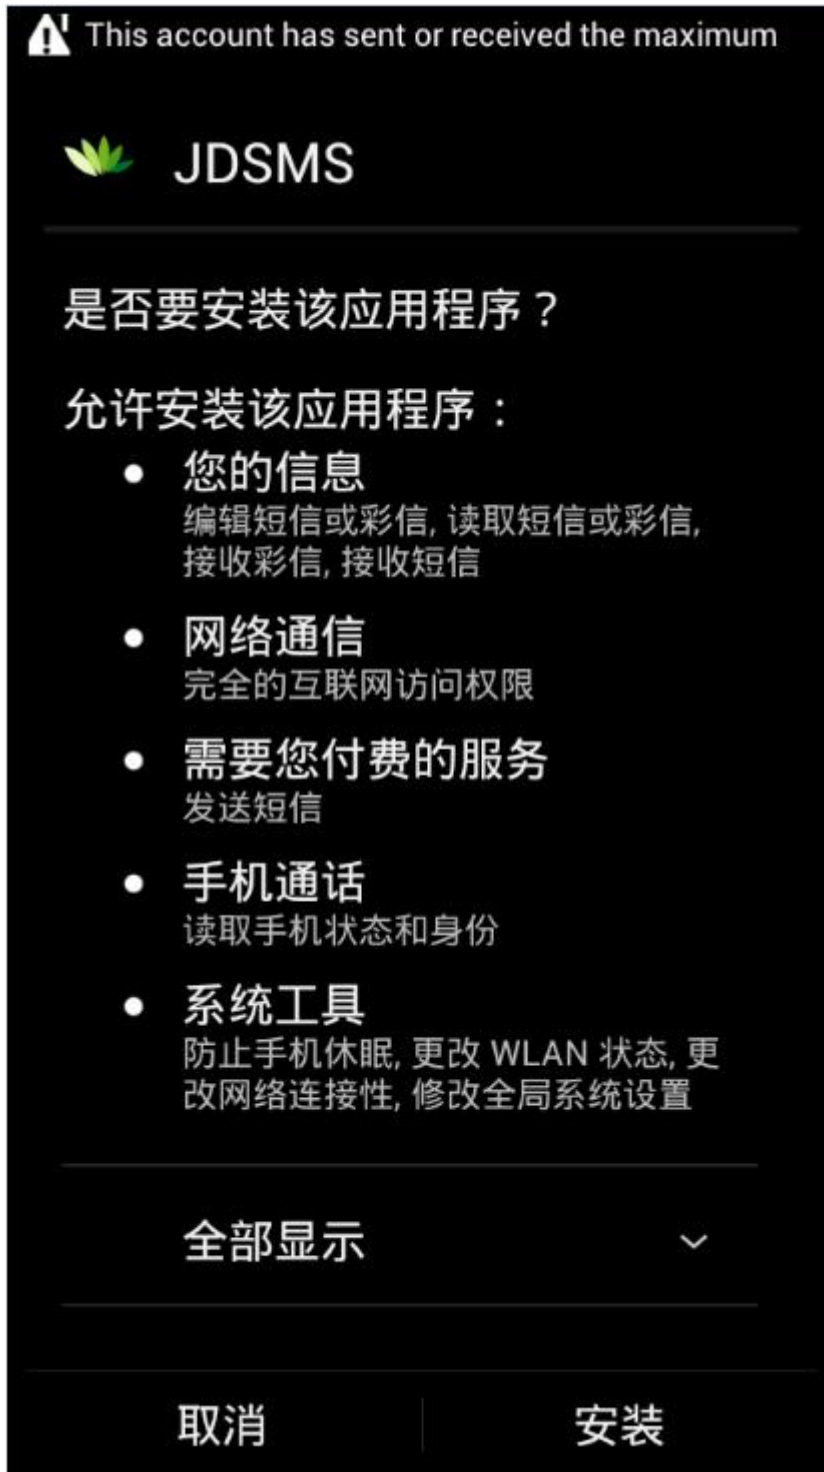 This account has sent or received the maximum
JDSMS
是否要安装该应用程序？
允许安装该应用程序：
您的信息
编辑短信或彩信, 读取短信或彩信,
接收彩信, 接收短信
网络通信
完全的互联网访问权限
需要您付费的服务
发送短信
手机通话
读取手机状态和身份
系统工具
防止手机休眠, 更改 WLAN 状态, 更
改网络连接性, 修改全局系统设置
全部显示
取消
安装